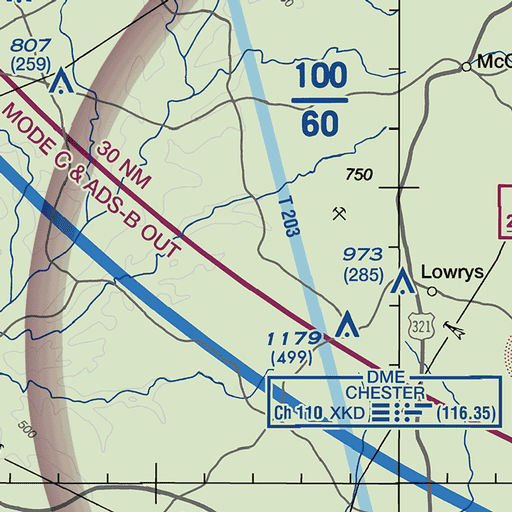 807
(259)
McC
100
60
30 NM
MODE C & ADS-B OUT
750
T 203
2
973
(285)
Lowrys
321
1179
(499)
DME
CHESTER
Ch 110 XKD (116.35)
500